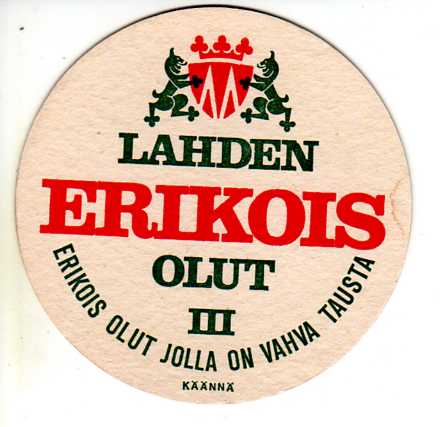 LAHDEN
ERIKOIS
OLUT
III
ERIKOIS OLUT JOLLA ON VAHVA TAUSTA
KÄÄNNÄ